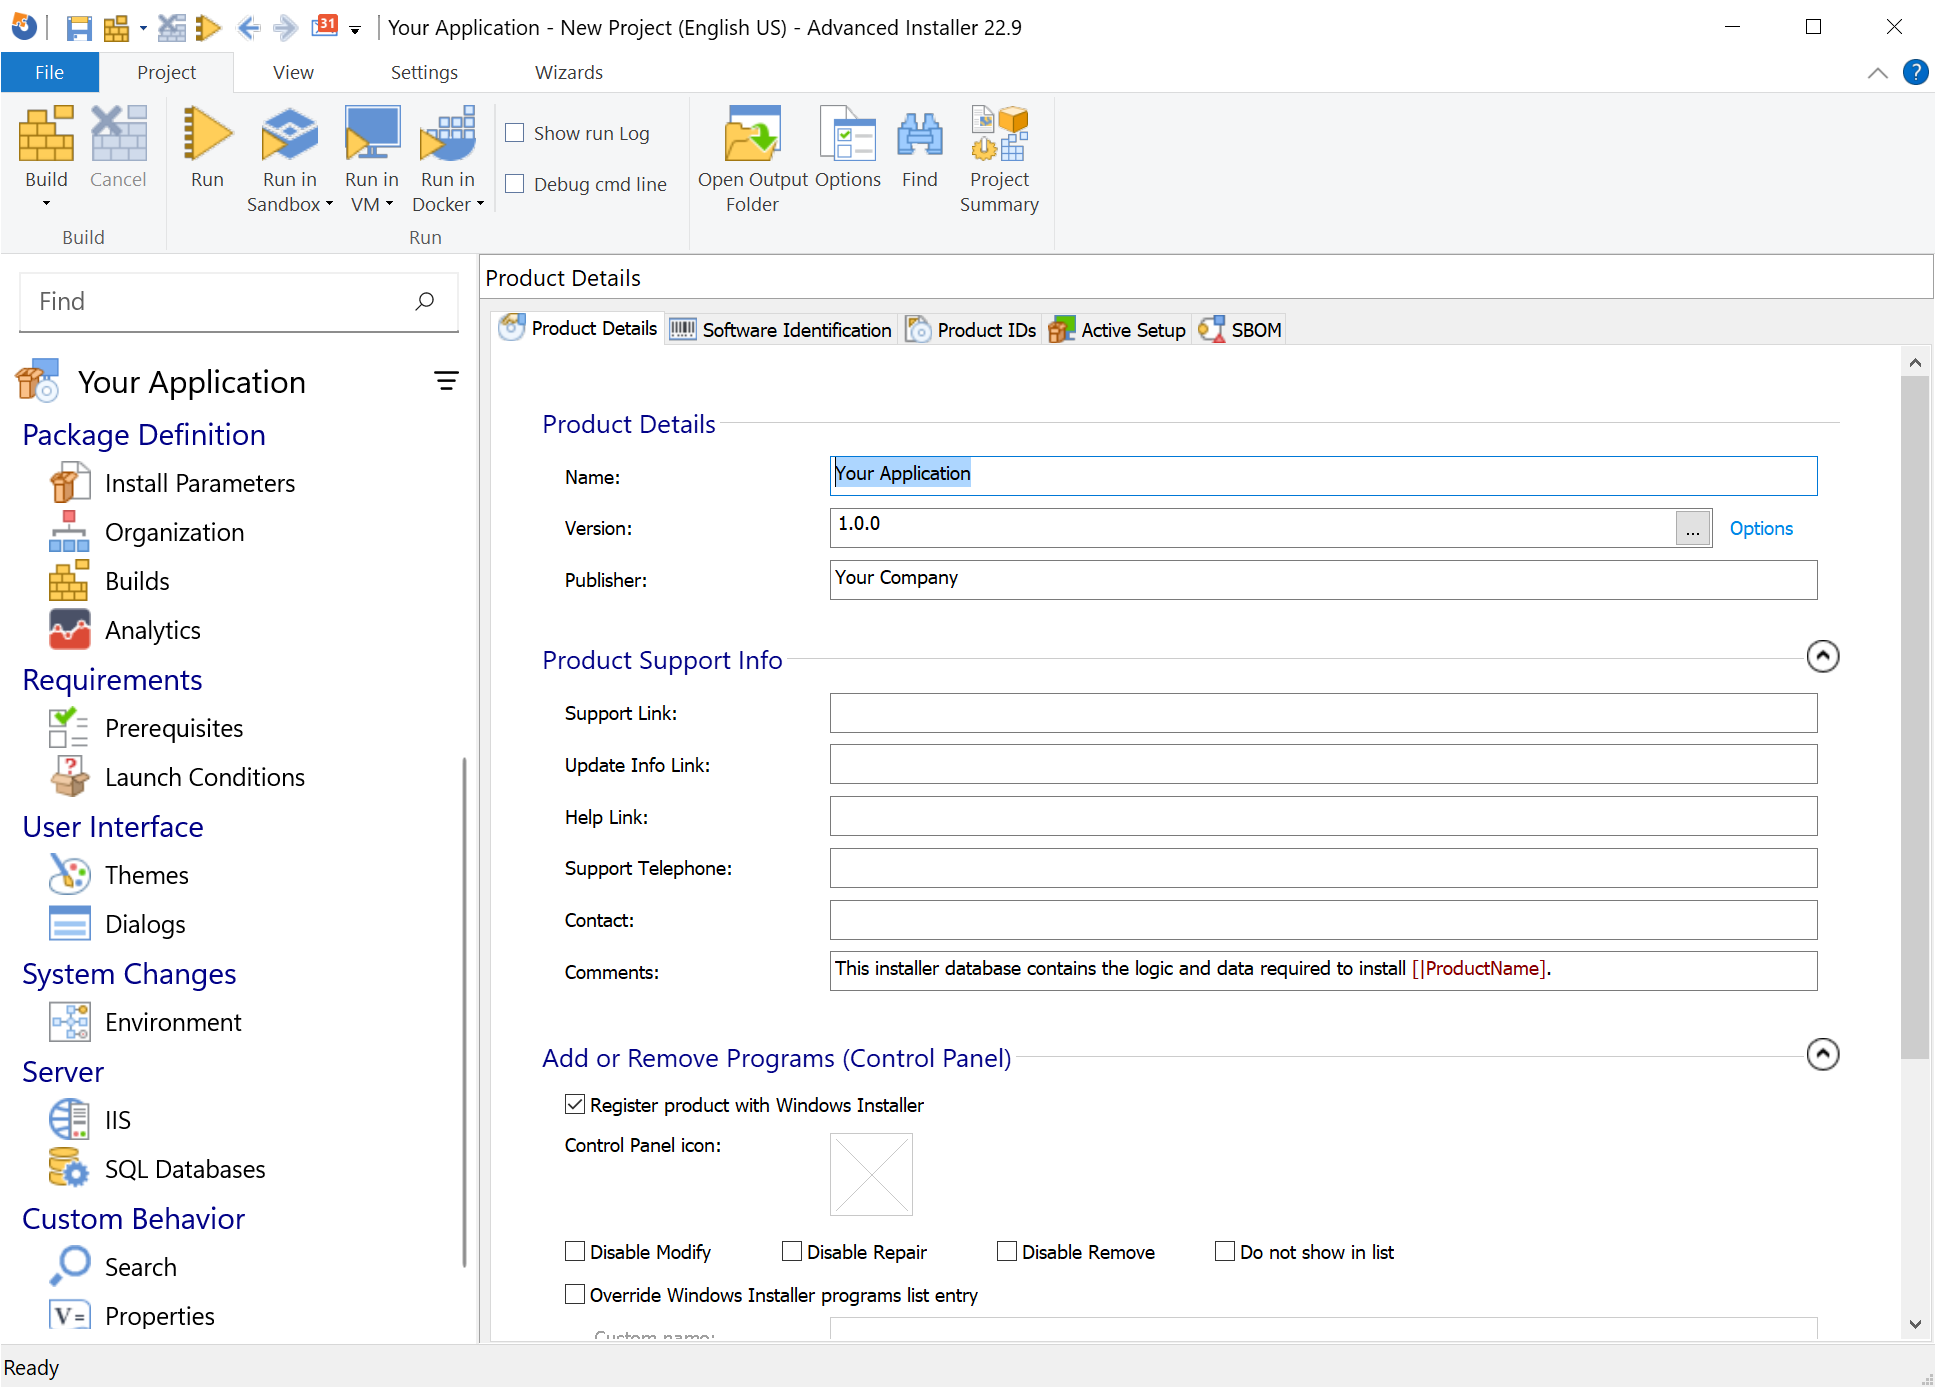 31
Your Application - New Project (English US) - Advanced Installer 22.9
File
Project
View
Settings
Wizards
?
Build
Cancel
Run
Run in
Sandbox
Run in
VM
Run in
Docker
Show run Log
Debug cmd line
Open Output
Folder
Options
Find
Project
Summary
Build
Run
Find
Your Application
Package Definition
Install Parameters
Organization
Builds
Analytics
Requirements
Prerequisites
Launch Conditions
User Interface
Themes
Dialogs
System Changes
Environment
Server
IIS
SQL Databases
Custom Behavior
Search
Properties
Product Details
Product Details
Software Identification
Product IDs
Active Setup
SBOM
Product Details
Name:
Your Application
Version:
1.0.0
...
Options
Publisher:
Your Company
Product Support Info
Support Link:
Update Info Link:
Help Link:
Support Telephone:
Contact:
Comments:
This installer database contains the logic and data required to install [|ProductName].
Add or Remove Programs (Control Panel)
Register product with Windows Installer
Control Panel icon:
Disable Modify
Disable Repair
Disable Remove
Do not show in list
Override Windows Installer programs list entry
Custom name:
Ready